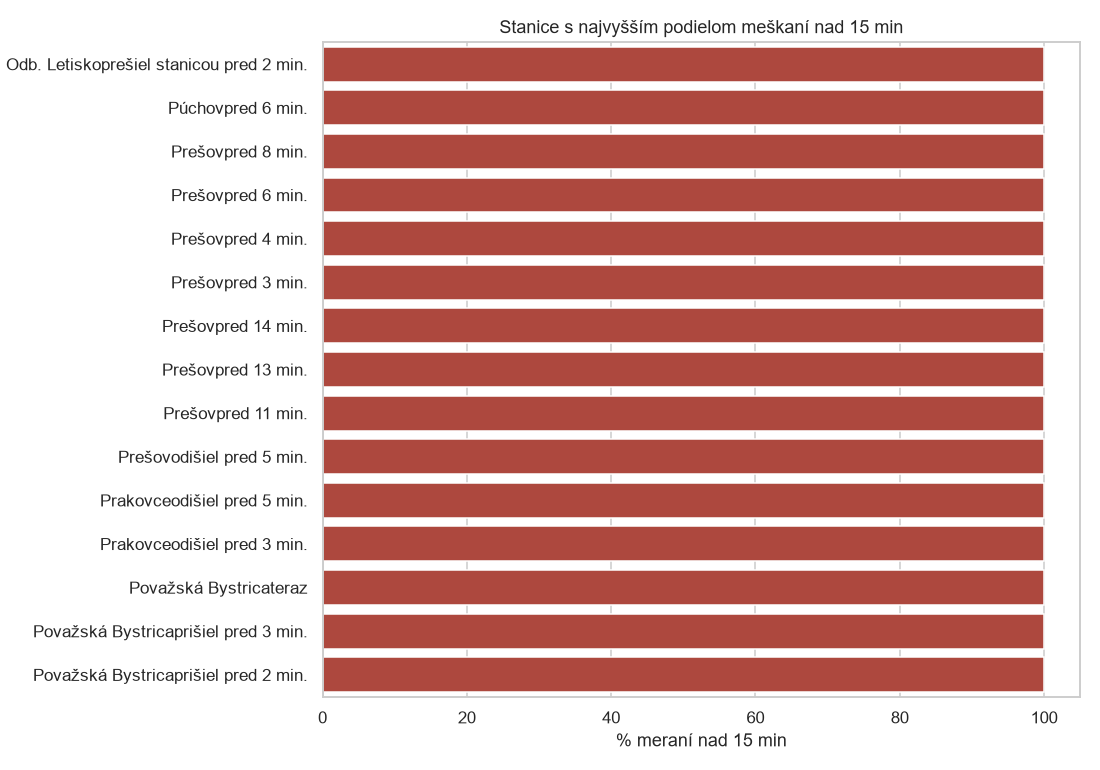 Stanice s najvyšším podielom meškaní nad 15 min
Odb. Letiskoprešiel stanicou pred 2 min.
Púchovpred 6 min.
Prešovpred 8 min.
Prešovpred 6 min.
Prešovpred 4 min.
Prešovpred 3 min.
Prešovpred 14 min.
Prešovpred 13 min.
Prešovpred 11 min.
Prešovodišiel pred 5 min.
Prakovceodišiel pred 5 min.
Prakovceodišiel pred 3 min.
Považská Bystricateraz
Považská Bystricaprišiel pred 3 min.
Považská Bystricaprišiel pred 2 min.
0 20 40 60 80 100
% meraní nad 15 min